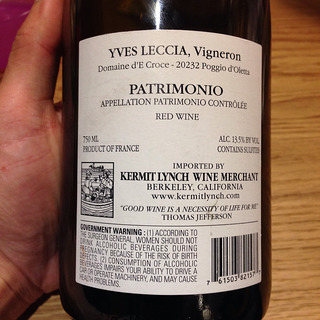 YVES LECCIA, Vigneron
Domaine d'E Croce - 20232 Poggio d'Oletta
PATRIMONIO
APPELLATION PATRIMONIO CONTRÔLÉE
RED WINE
750 ML
ALC. 13.5% BY VOL.
PRODUCT OF FRANCE
CONTAINS SULFITES
IMPORTED BY
KERMIT LYNCH WINE MERCHANT
BERKELEY, CALIFORNIA
www.kermitlynch.com
"GOOD WINE IS A NECESSITY OF LIFE FOR ME"
THOMAS JEFFERSON
GOVERNMENT WARNING: (1) ACCORDING TO
THE SURGEON GENERAL, WOMEN SHOULD NOT
DRINK ALCOHOLIC BEVERAGES DURING
PREGNANCY BECAUSE OF THE RISK OF BIRTH
DEFECTS. (2) CONSUMPTION OF ALCOHOLIC
BEVERAGES IMPAIRS YOUR ABILITY TO DRIVE A
CAR OR OPERATE MACHINERY, AND MAY CAUSE
HEALTH PROBLEMS.
7 61503 82157